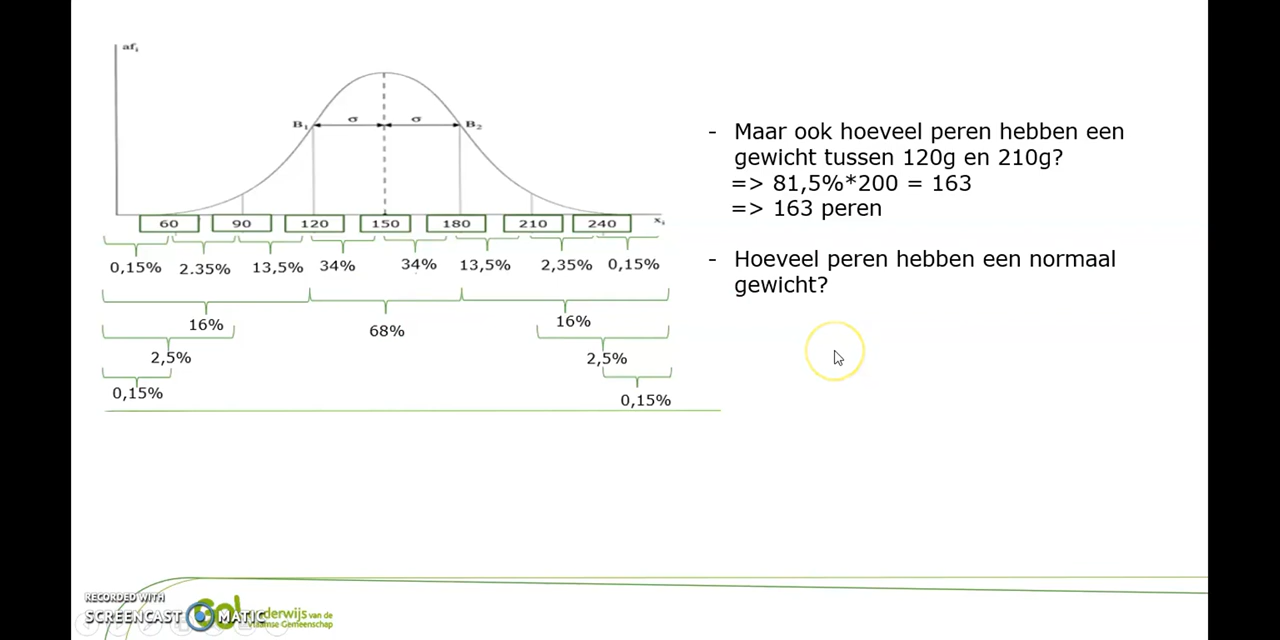 afᵢ
B₁ σ σ B₂
60 90 120 150 180 210 240 xᵢ
0,15% 2.35% 13,5% 34% 34% 13,5% 2,35% 0,15%
16% 68% 16%
2,5% 2,5%
0,15% 0,15%
- Maar ook hoeveel peren hebben een
gewicht tussen 120g en 210g?
=> 81,5%*200 = 163
=> 163 peren
- Hoeveel peren hebben een normaal
gewicht?
RECORDED WITH
SCREENCAST MATIC
van de
Gemeenschap